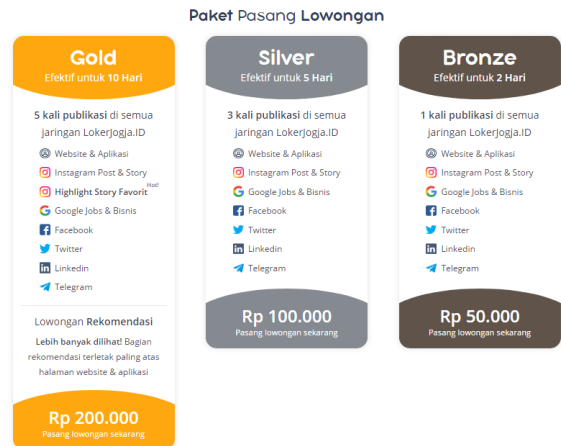 Paket Pasang Lowongan
Gold
Efektif untuk 10 Hari
5 kali publikasi di semua
jaringan LokerJogja.ID
Website & Aplikasi
Instagram Post & Story
Highlight Story Favorit Hot!
Google Jobs & Bisnis
Facebook
Twitter
Linkedin
Telegram
Lowongan Rekomendasi
Lebih banyak dilihat! Bagian
rekomendasi terletak paling atas
halaman website & aplikasi
Rp 200.000
Pasang lowongan sekarang
Silver
Efektif untuk 5 Hari
3 kali publikasi di semua
jaringan LokerJogja.ID
Website & Aplikasi
Instagram Post & Story
Google Jobs & Bisnis
Facebook
Twitter
Linkedin
Telegram
Rp 100.000
Pasang lowongan sekarang
Bronze
Efektif untuk 2 Hari
1 kali publikasi di semua
jaringan LokerJogja.ID
Website & Aplikasi
Instagram Post & Story
Google Jobs & Bisnis
Facebook
Twitter
Linkedin
Telegram
Rp 50.000
Pasang lowongan sekarang